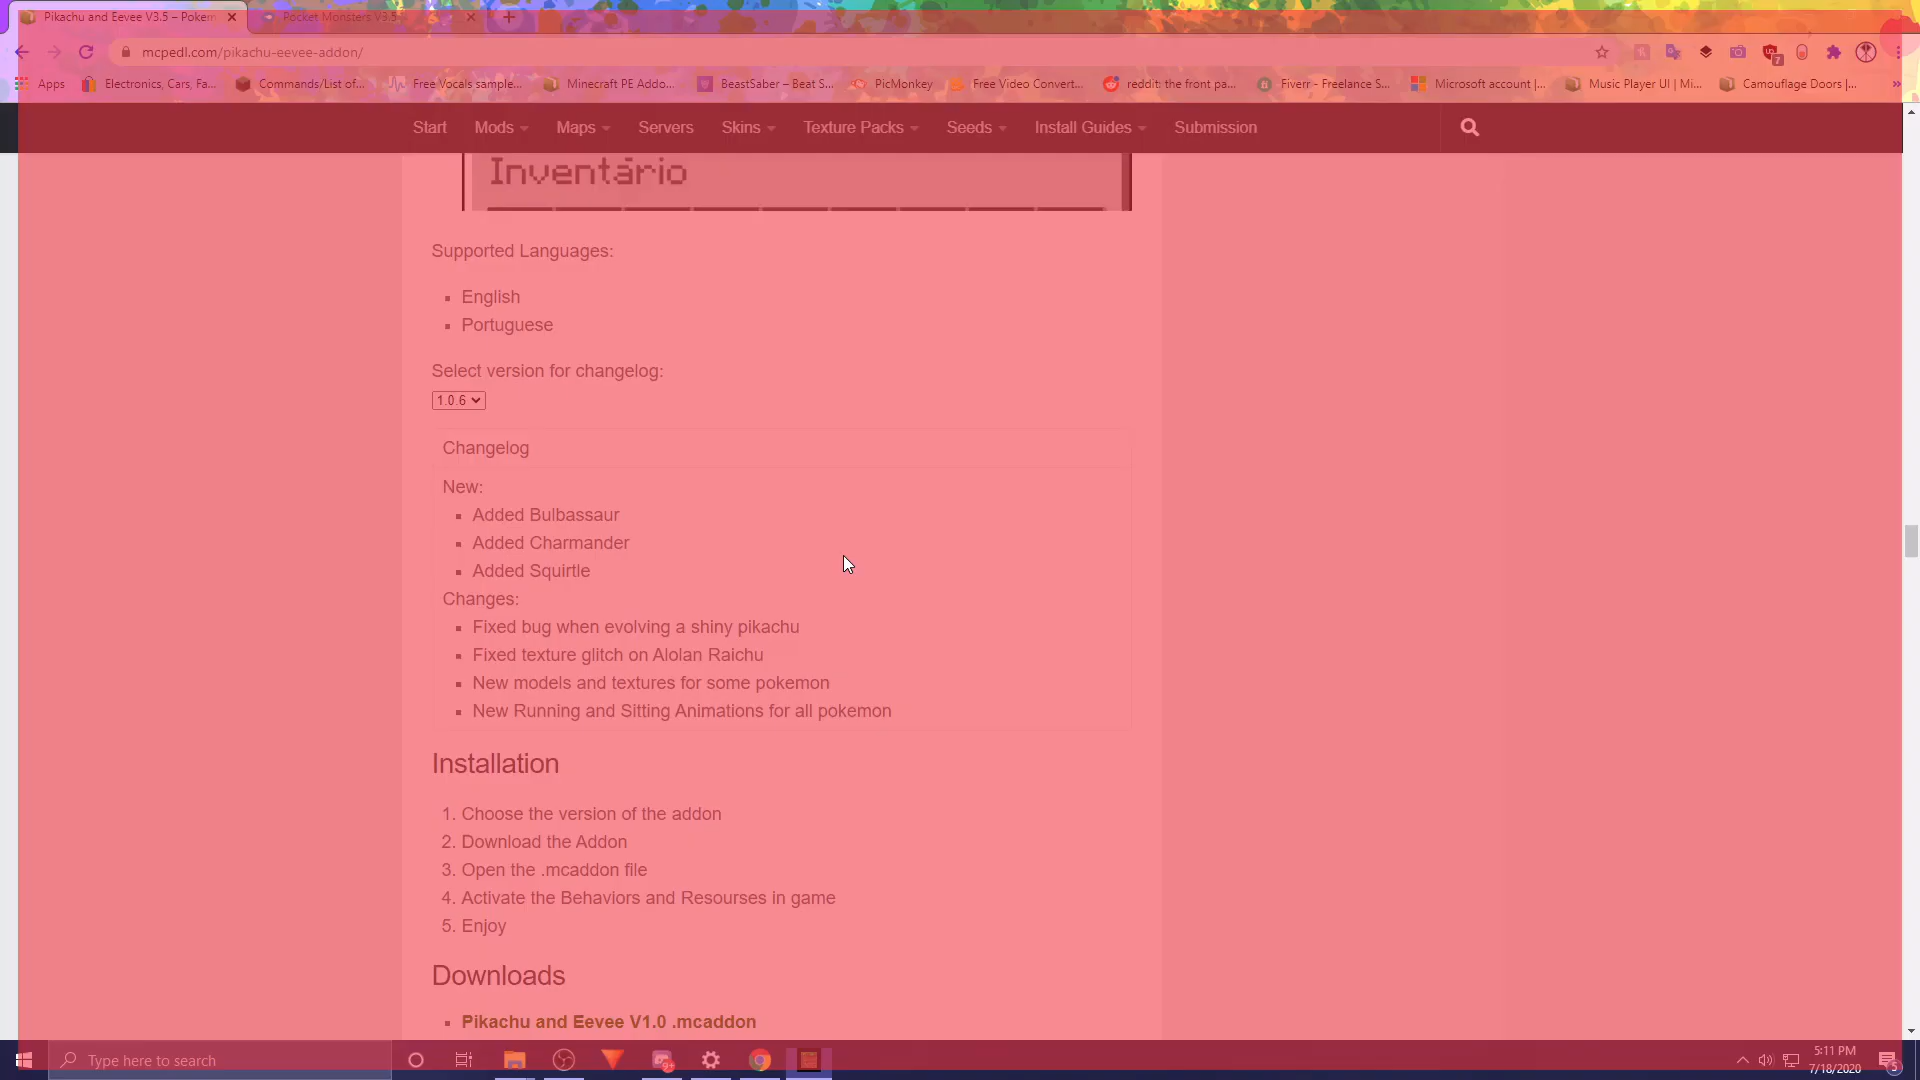 Pikachu and Eevee V3.5 – Pokem
Pocket Monsters V3.5
mcpedl.com/pikachu-eevee-addon/
Apps
Electronics, Cars, Fa...
Commands/List of...
Free Vocals sample...
Minecraft PE Addo...
BeastSaber – Beat S...
PicMonkey
Free Video Convert...
reddit: the front pa...
Fiverr - Freelance S...
Microsoft account |...
Music Player UI | Mi...
Camouflage Doors |...
Start
Mods
Maps
Servers
Skins
Texture Packs
Seeds
Install Guides
Submission
Inventário
Supported Languages:
English
Portuguese
Select version for changelog:
1.0.6
Changelog
New:
Added Bulbassaur
Added Charmander
Added Squirtle
Changes:
Fixed bug when evolving a shiny pikachu
Fixed texture glitch on Alolan Raichu
New models and textures for some pokemon
New Running and Sitting Animations for all pokemon
Installation
1. Choose the version of the addon
2. Download the Addon
3. Open the .mcaddon file
4. Activate the Behaviors and Resourses in game
5. Enjoy
Downloads
Pikachu and Eevee V1.0 .mcaddon
Type here to search
5:11 PM
7/18/2020